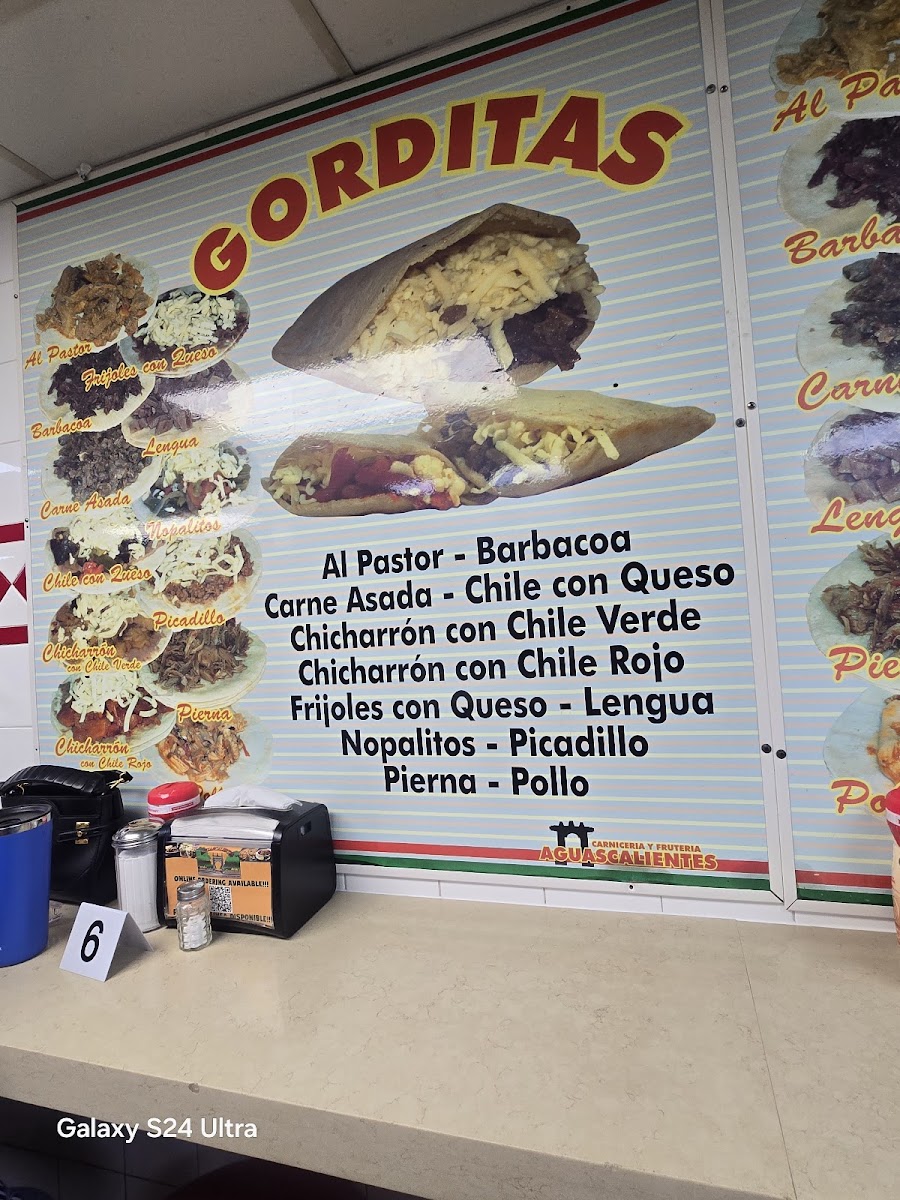 GORDITAS
Al Pastor
Frijoles con Queso
Barbacoa
Lengua
Carne Asada
Nopalitos
Chile con Queso
Picadillo
Chicharrón
con Chile Verde
Pierna
Chicharrón
con Chile Rojo
Al Pastor - Barbacoa
Carne Asada - Chile con Queso
Chicharrón con Chile Verde
Chicharrón con Chile Rojo
Frijoles con Queso - Lengua
Nopalitos - Picadillo
Pierna - Pollo
CARNICERIA Y FRUTERIA
AGUASCALIENTES
Al Pa
Barba
Carn
Leng
Pie
Po
ONLINE ORDERING AVAILABLE!!!
DISPONIBLE!!!
6
Galaxy S24 Ultra